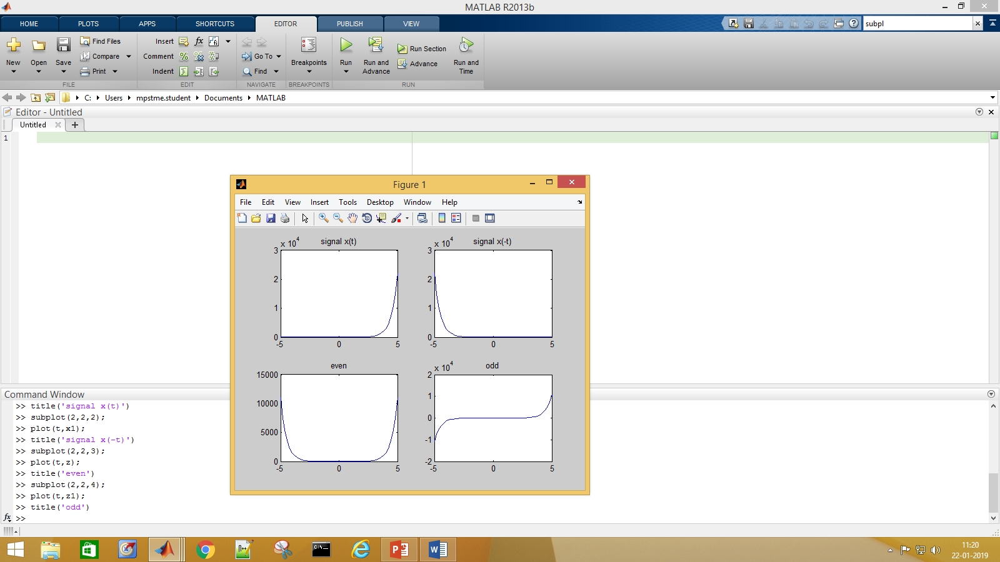 MATLAB R2013b
HOME PLOTS APPS SHORTCUTS EDITOR PUBLISH VIEW subpl
New Open Save Find Files Compare Print
Insert fx
Comment
Indent
Go To
Find
Breakpoints
Run Run and Advance Run Section Advance Run and Time
FILE EDIT NAVIGATE BREAKPOINTS RUN
C: Users mpstme.student Documents MATLAB
Editor - Untitled
Untitled
1
Figure 1
File Edit View Insert Tools Desktop Window Help
x 10^4 signal x(t)
3
2
1
0
-5 0 5
x 10^4 signal x(-t)
3
2
1
0
-5 0 5
even
15000
10000
5000
0
-5 0 5
x 10^4 odd
2
1
0
-1
-2
-5 0 5
Command Window
>> title('signal x(t)')
>> subplot(2,2,2);
>> plot(t,x1);
>> title('signal x(-t)')
>> subplot(2,2,3);
>> plot(t,z);
>> title('even')
>> subplot(2,2,4);
>> plot(t,z1);
>> title('odd')
fx >>
11:20
22-01-2019